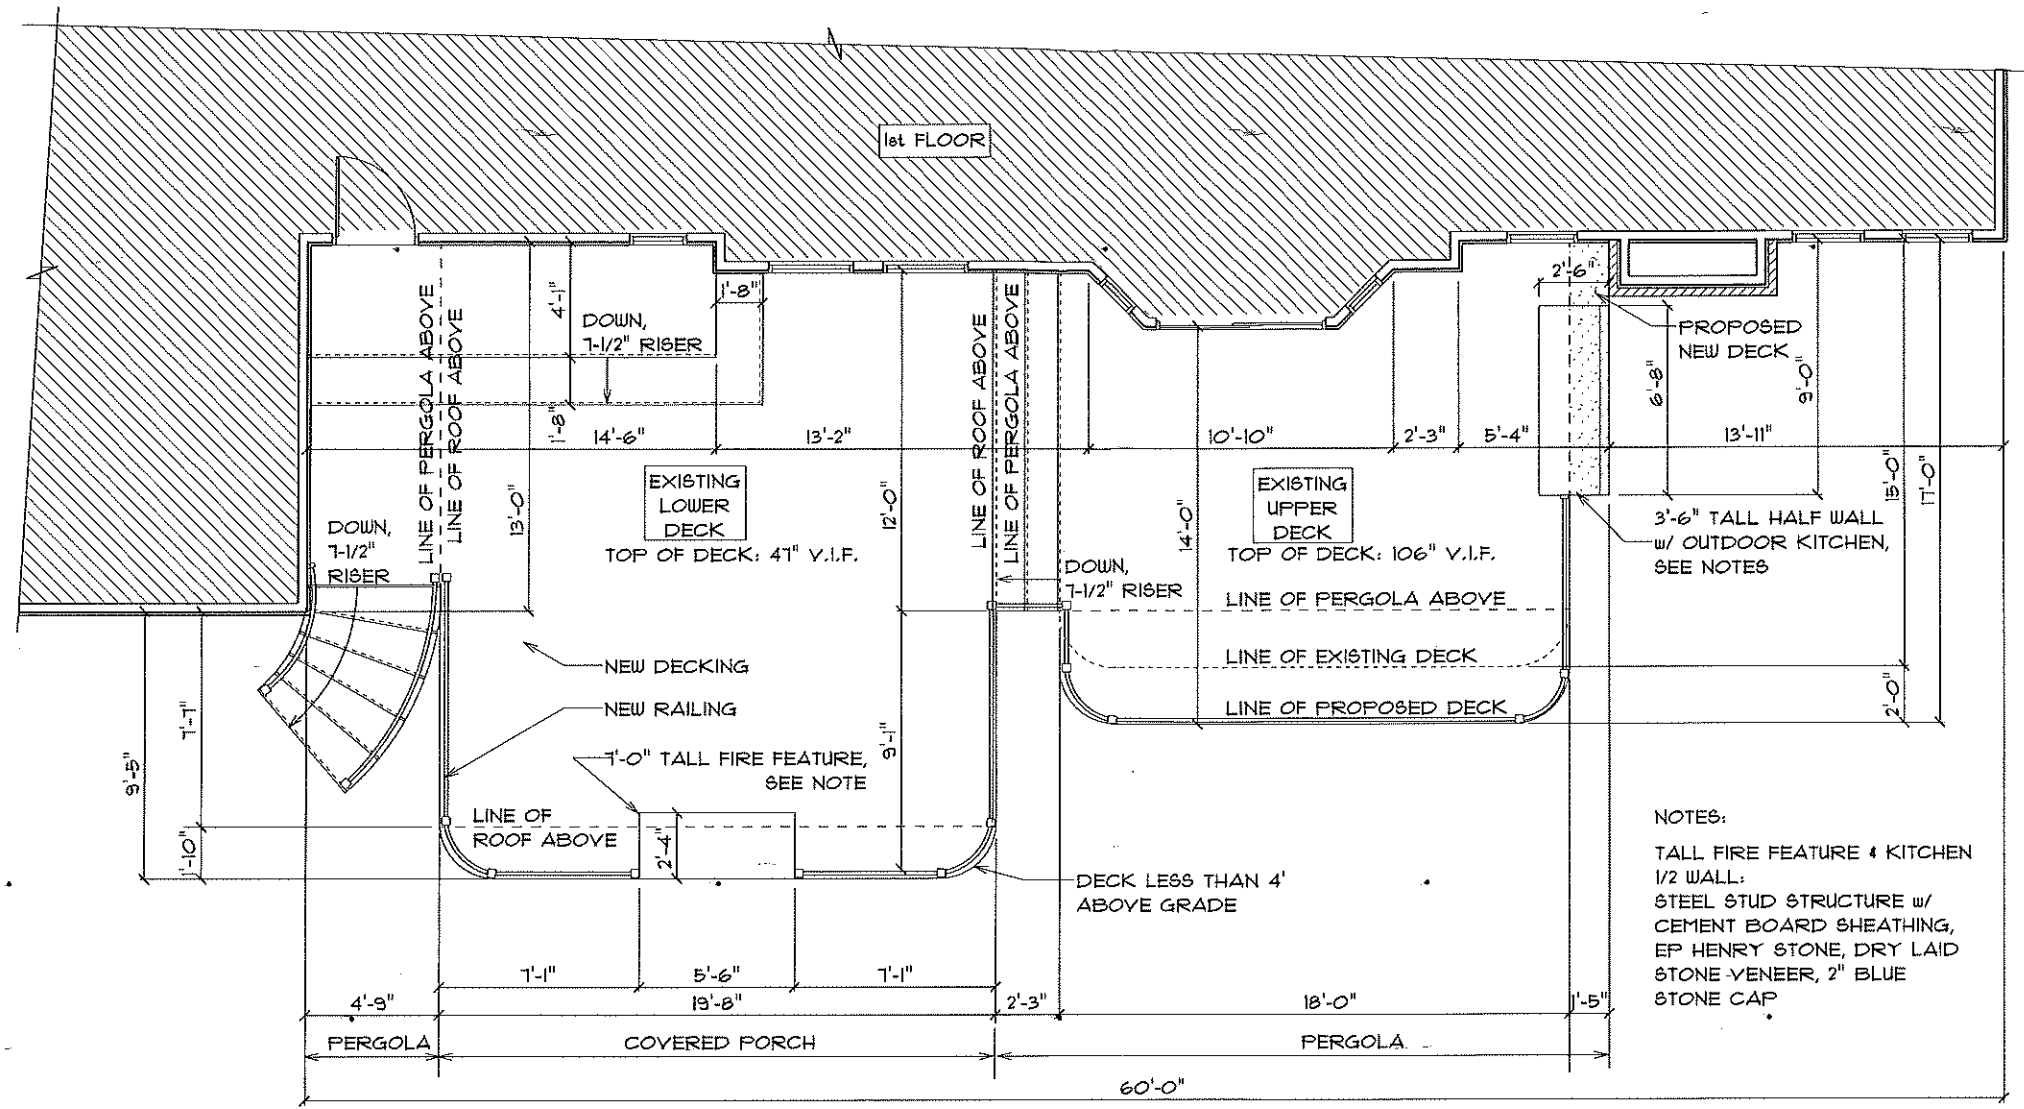 1st FLOOR
LINE OF PERGOLA ABOVE
LINE OF ROOF ABOVE
4'-1"
DOWN,
7-1/2" RISER
1'-8"
1'-8"
LINE OF ROOF ABOVE
LINE OF PERGOLA ABOVE
2'-6"
PROPOSED
NEW DECK
6'-8"
9'-0"
14'-6"
13'-2"
10'-10"
2'-3"
5'-4"
13'-11"
13'-0"
12'-0"
14'-0"
15'-0"
17'-0"
EXISTING
LOWER
DECK
TOP OF DECK: 47" V.I.F.
EXISTING
UPPER
DECK
TOP OF DECK: 106" V.I.F.
3'-6" TALL HALF WALL
w/ OUTDOOR KITCHEN,
SEE NOTES
DOWN,
7-1/2"
RISER
DOWN,
7-1/2" RISER
LINE OF PERGOLA ABOVE
LINE OF EXISTING DECK
LINE OF PROPOSED DECK
2'-0"
NEW DECKING
NEW RAILING
7'-0" TALL FIRE FEATURE,
SEE NOTE
7'-7"
9'-5"
9'-1"
1'-10"
LINE OF
ROOF ABOVE
2'-4"
DECK LESS THAN 4'
ABOVE GRADE
NOTES:
TALL FIRE FEATURE & KITCHEN
1/2 WALL:
STEEL STUD STRUCTURE w/
CEMENT BOARD SHEATHING,
EP HENRY STONE, DRY LAID
STONE VENEER, 2" BLUE
STONE CAP
7'-1"
5'-6"
7'-1"
4'-9"
19'-8"
2'-3"
18'-0"
1'-5"
PERGOLA
COVERED PORCH
PERGOLA
60'-0"